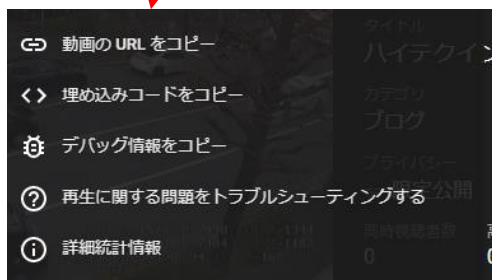 動画の URL をコピー
埋め込みコードをコピー
デバッグ情報をコピー
再生に関する問題をトラブルシューティングする
詳細統計情報
タイトル
ハイテクイン
カテゴリ
ブログ
プライバシー
限定公開
同時視聴者数
0